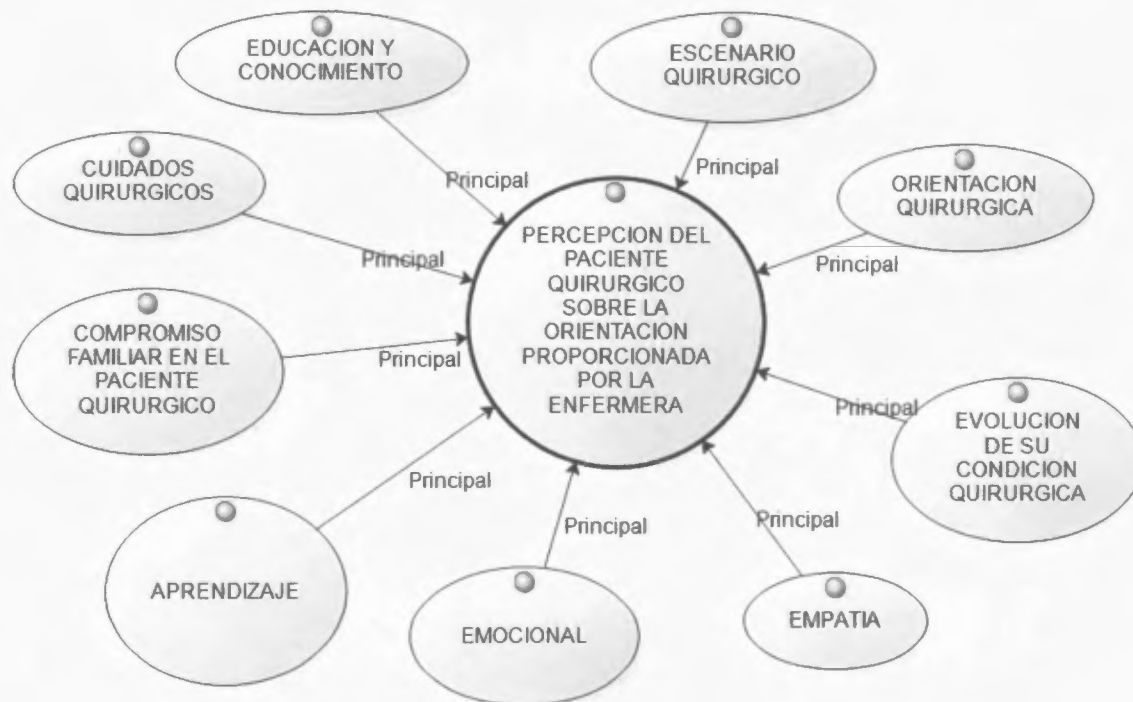 EDUCACION Y
CONOCIMIENTO
ESCENARIO
QUIRURGICO
CUIDADOS
QUIRURGICOS
Principal
Principal
ORIENTACION
QUIRURGICA
Principal
Principal
PERCEPCION DEL
PACIENTE
QUIRURGICO
SOBRE LA
ORIENTACION
PROPORCIONADA
POR LA
ENFERMERA
COMPROMISO
FAMILIAR EN EL
PACIENTE
QUIRURGICO
Principal
Principal
EVOLUCION
DE SU
CONDICION
QUIRURGICA
Principal
Principal
Principal
APRENDIZAJE
EMOCIONAL
EMPATIA